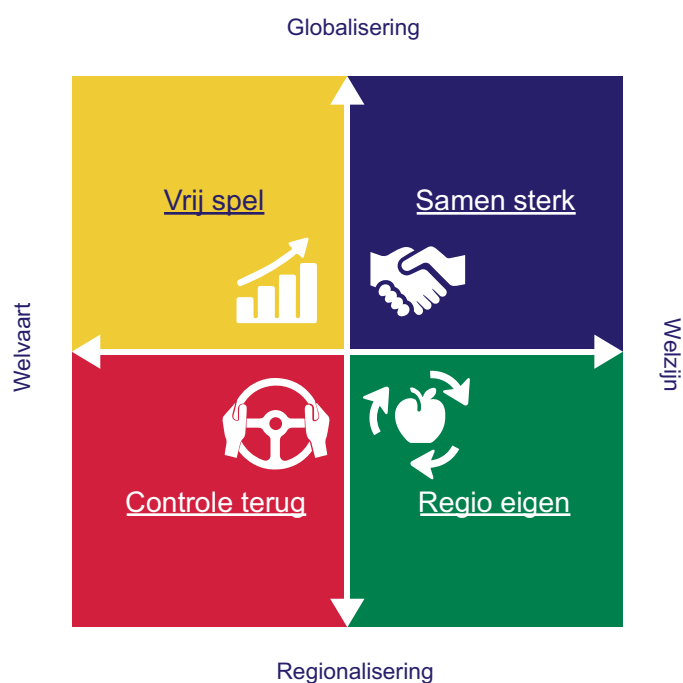 Globalisering
Vrij spel
Samen sterk
Welvaart
Welzijn
Controle terug
Regio eigen
Regionalisering